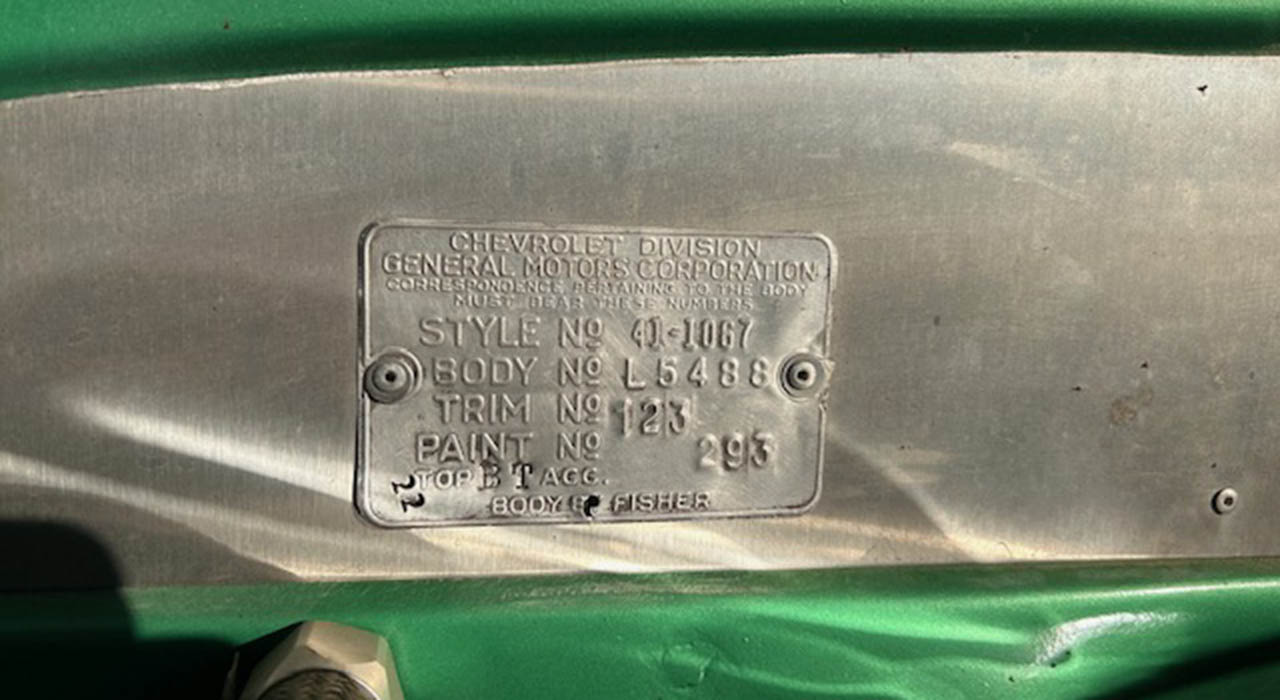 CHEVROLET DIVISION
GENERAL MOTORS CORPORATION
CORRESPONDENCE PERTAINING TO THE BODY
MUST BEAR THESE NUMBERS
STYLE Nº 41-1067
BODY Nº L5488
TRIM Nº 123
PAINT Nº 293
TOP BT ACC.
22
BODY BY FISHER